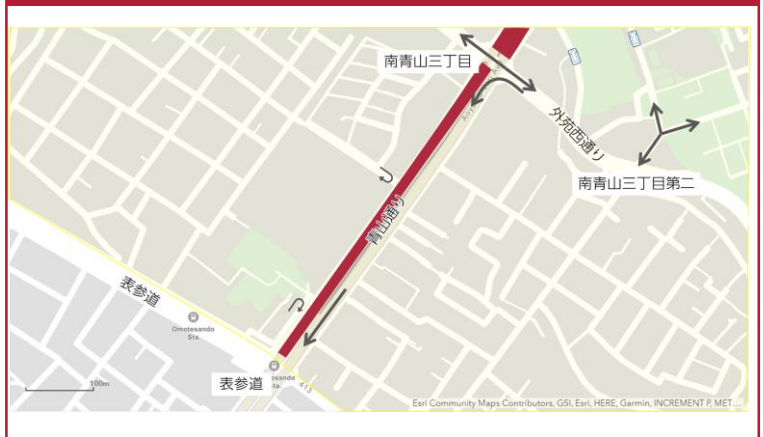 南青山三丁目
外苑西通り
南青山三丁目第二
青山通り
表参道
Omotesando
Sta.
表参道
413
100m
Esri Community Maps Contributors, GSI, Esri, HERE, Garmin, INCREMENT P, MET...